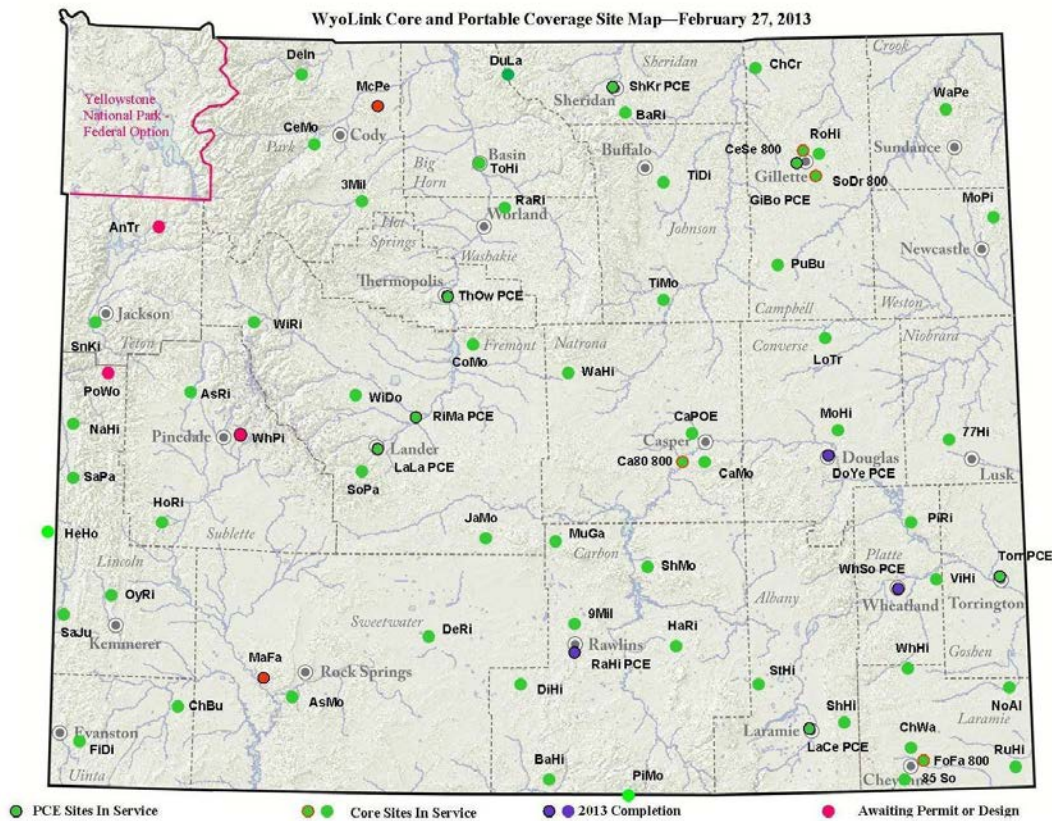 WyoLink Core and Portable Coverage Site Map—February 27, 2013
Crook
DeIn
DuLa
Sheridan
ChCr
Yellowstone
National Park -
Federal Option
McPe
Sheridan
ShKr PCE
WaPe
BaRi
CeMo
Cody
Park
Big
Horn
Basin
ToHi
Buffalo
CeSe 800
RoHi
Sundance
Gillette
TiDi
SoDr 800
3Mil
RaRi
GiBo PCE
MoPi
Worland
Hot
Springs
Johnson
AnTr
Newcastle
Washakie
PuBu
Thermopolis
ThOw PCE
TiMo
Campbell
Weston
Jackson
WiRi
Teton
SnKi
CoMo
Fremont
Natrona
Converse
LoTr
Niobrara
PoWo
AsRi
WiDo
WaHi
RiMa PCE
CaPOE
MoHi
NaHi
Pinedale
WhPi
Lander
Casper
77Hi
LaLa PCE
Ca80 800
CaMo
Douglas
DoYe PCE
Lusk
SaPa
SoPa
HoRi
JaMo
PiRi
HeHo
Sublette
MuGa
Carbon
Lincoln
Platte
WhSo PCE
TorrPCE
ShMo
ViHi
OyRi
Albany
Wheatland
Torrington
SaJu
Kemmerer
Sweetwater
DeRi
9Mil
Rawlins
HaRi
WhHi
Goshen
MaFa
Rock Springs
RaHi PCE
StHi
DiHi
AsMo
ChBu
ShHi
NoAl
Laramie
Evanston
FiDi
Laramie
LaCe PCE
ChWa
RuHi
Uinta
BaHi
PiMo
FoFa 800
Cheyenne
85 So
PCE Sites In Service
Core Sites In Service
2013 Completion
Awaiting Permit or Design